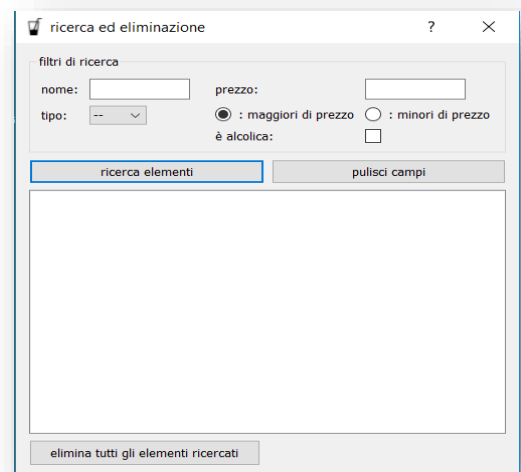 ricerca ed eliminazione ?
filtri di ricerca
nome: prezzo:
tipo: -- : maggiori di prezzo : minori di prezzo
è alcolica:
ricerca elementi pulisci campi
elimina tutti gli elementi ricercati